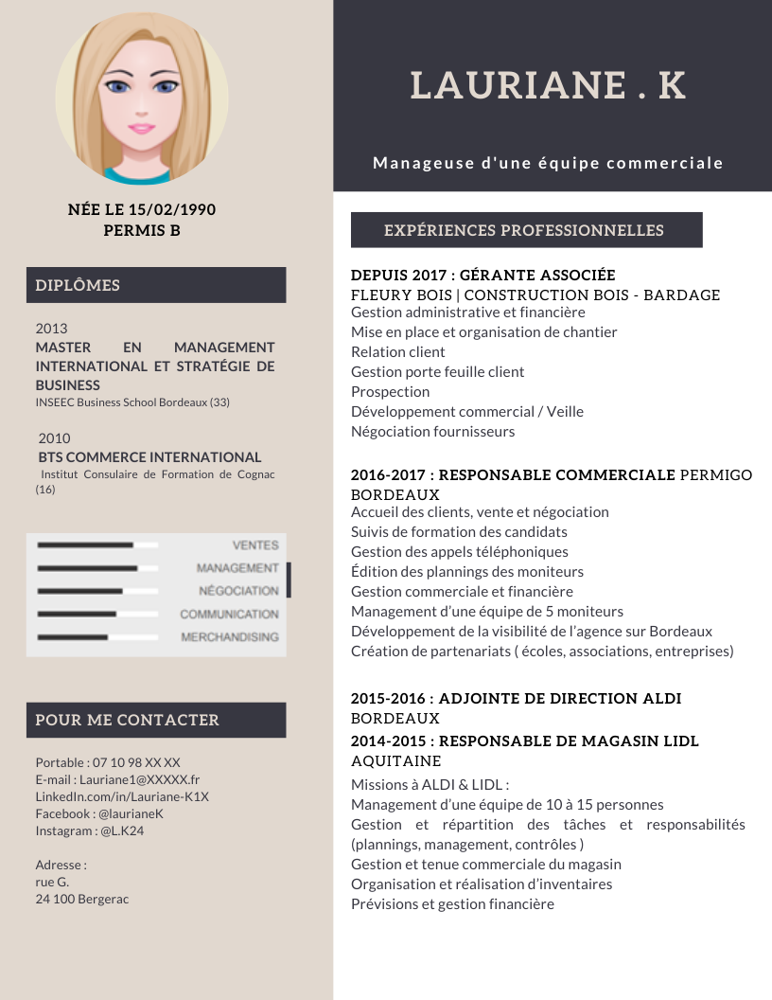 LAURIANE . K
Manageuse d'une équipe commerciale
NÉE LE 15/02/1990
PERMIS B
DIPLÔMES
2013
MASTER EN MANAGEMENT
INTERNATIONAL ET STRATÉGIE DE
BUSINESS
INSEEC Business School Bordeaux (33)
2010
BTS COMMERCE INTERNATIONAL
Institut Consulaire de Formation de Cognac
(16)
VENTES
MANAGEMENT
NÉGOCIATION
COMMUNICATION
MERCHANDISING
POUR ME CONTACTER
Portable : 07 10 98 XX XX
E-mail : Lauriane1@XXXXX.fr
LinkedIn.com/in/Lauriane-K1X
Facebook : @laurianeK
Instagram : @L.K24
Adresse :
rue G.
24 100 Bergerac
EXPÉRIENCES PROFESSIONNELLES
DEPUIS 2017 : GÉRANTE ASSOCIÉE
FLEURY BOIS | CONSTRUCTION BOIS - BARDAGE
Gestion administrative et financière
Mise en place et organisation de chantier
Relation client
Gestion porte feuille client
Prospection
Développement commercial / Veille
Négociation fournisseurs
2016-2017 : RESPONSABLE COMMERCIALE PERMIGO
BORDEAUX
Accueil des clients, vente et négociation
Suivis de formation des candidats
Gestion des appels téléphoniques
Édition des plannings des moniteurs
Gestion commerciale et financière
Management d'une équipe de 5 moniteurs
Développement de la visibilité de l'agence sur Bordeaux
Création de partenariats ( écoles, associations, entreprises)
2015-2016 : ADJOINTE DE DIRECTION ALDI
BORDEAUX
2014-2015 : RESPONSABLE DE MAGASIN LIDL
AQUITAINE
Missions à ALDI & LIDL :
Management d'une équipe de 10 à 15 personnes
Gestion et répartition des tâches et responsabilités
(plannings, management, contrôles )
Gestion et tenue commerciale du magasin
Organisation et réalisation d'inventaires
Prévisions et gestion financière